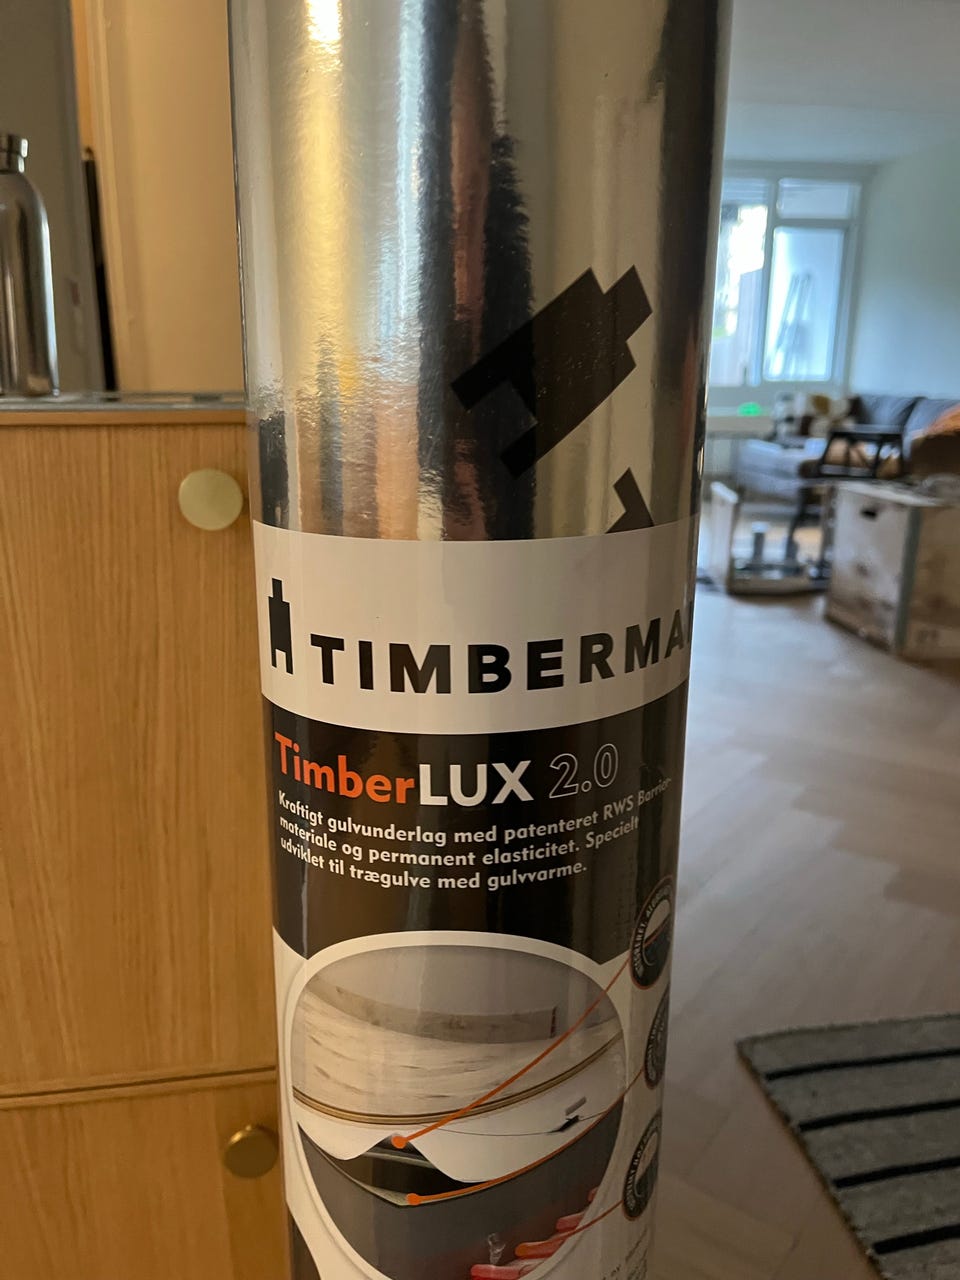 TIMBERMA
TimberLUX 2.0
Kraftigt gulvunderlag med patenteret RWS Barrier-
materiale og permanent elasticitet. Specielt
udviklet til trægulve med gulvvarme.